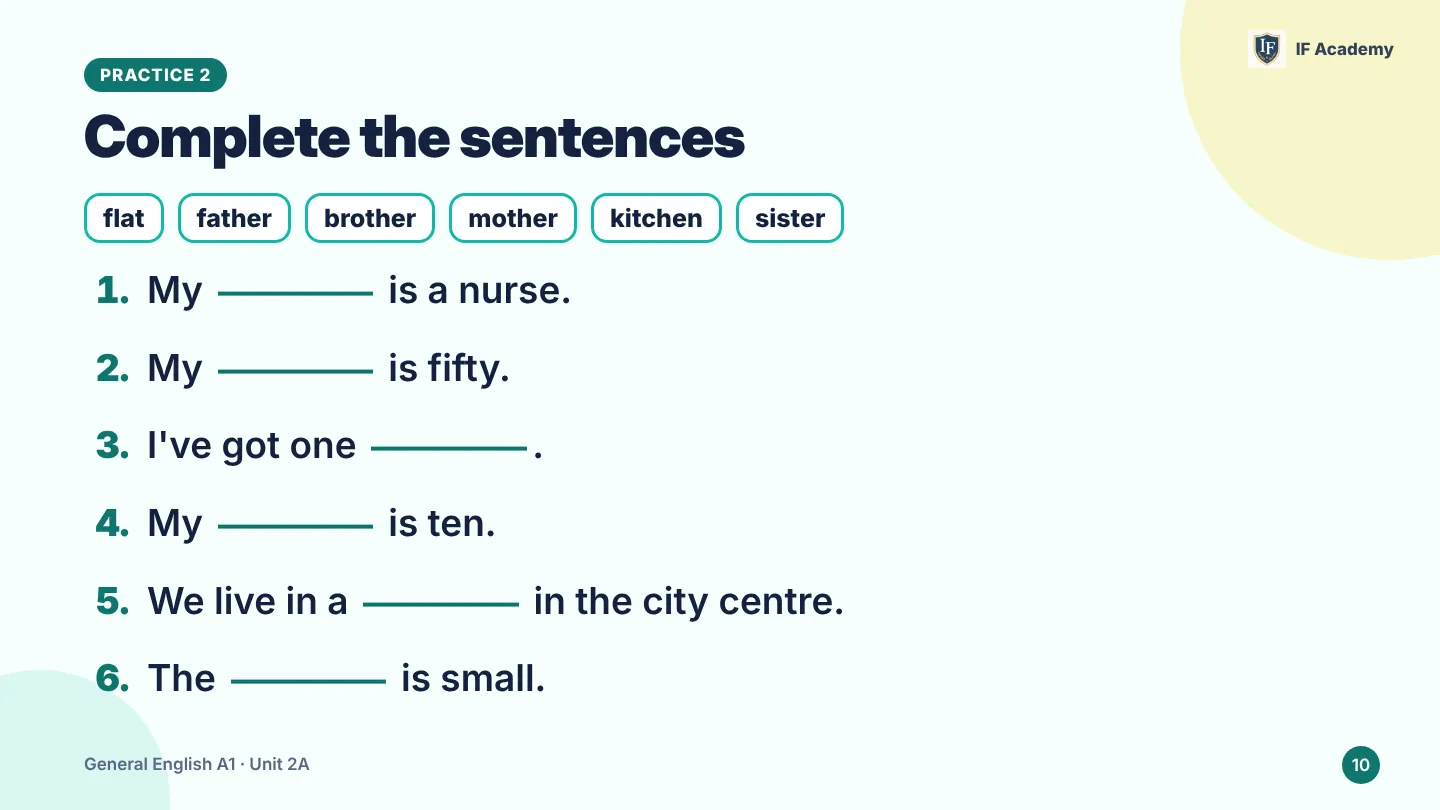 IF
IF Academy
PRACTICE 2
Complete the sentences
flat father brother mother kitchen sister
1. My ________ is a nurse.
2. My ________ is fifty.
3. I've got one ________.
4. My ________ is ten.
5. We live in a ________ in the city centre.
6. The ________ is small.
General English A1 · Unit 2A
10